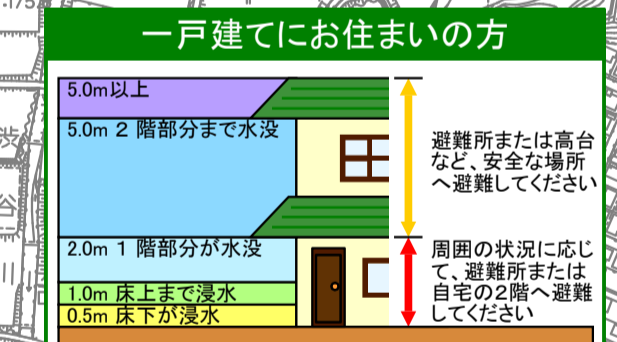 一戸建てにお住まいの方
5.0m以上
5.0m 2 階部分まで水没
避難所または高台
など、安全な場所
へ避難してください
2.0m 1 階部分が水没
1.0m 床上まで浸水
0.5m 床下が浸水
周囲の状況に応じ
て、避難所または
自宅の2階へ避難
してください
渋
谷
三